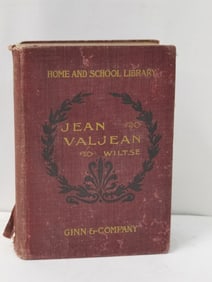 HOME AND SCHOOL LIBRARY
JEAN
VALJEAN
WILTSE
GINN & COMPANY